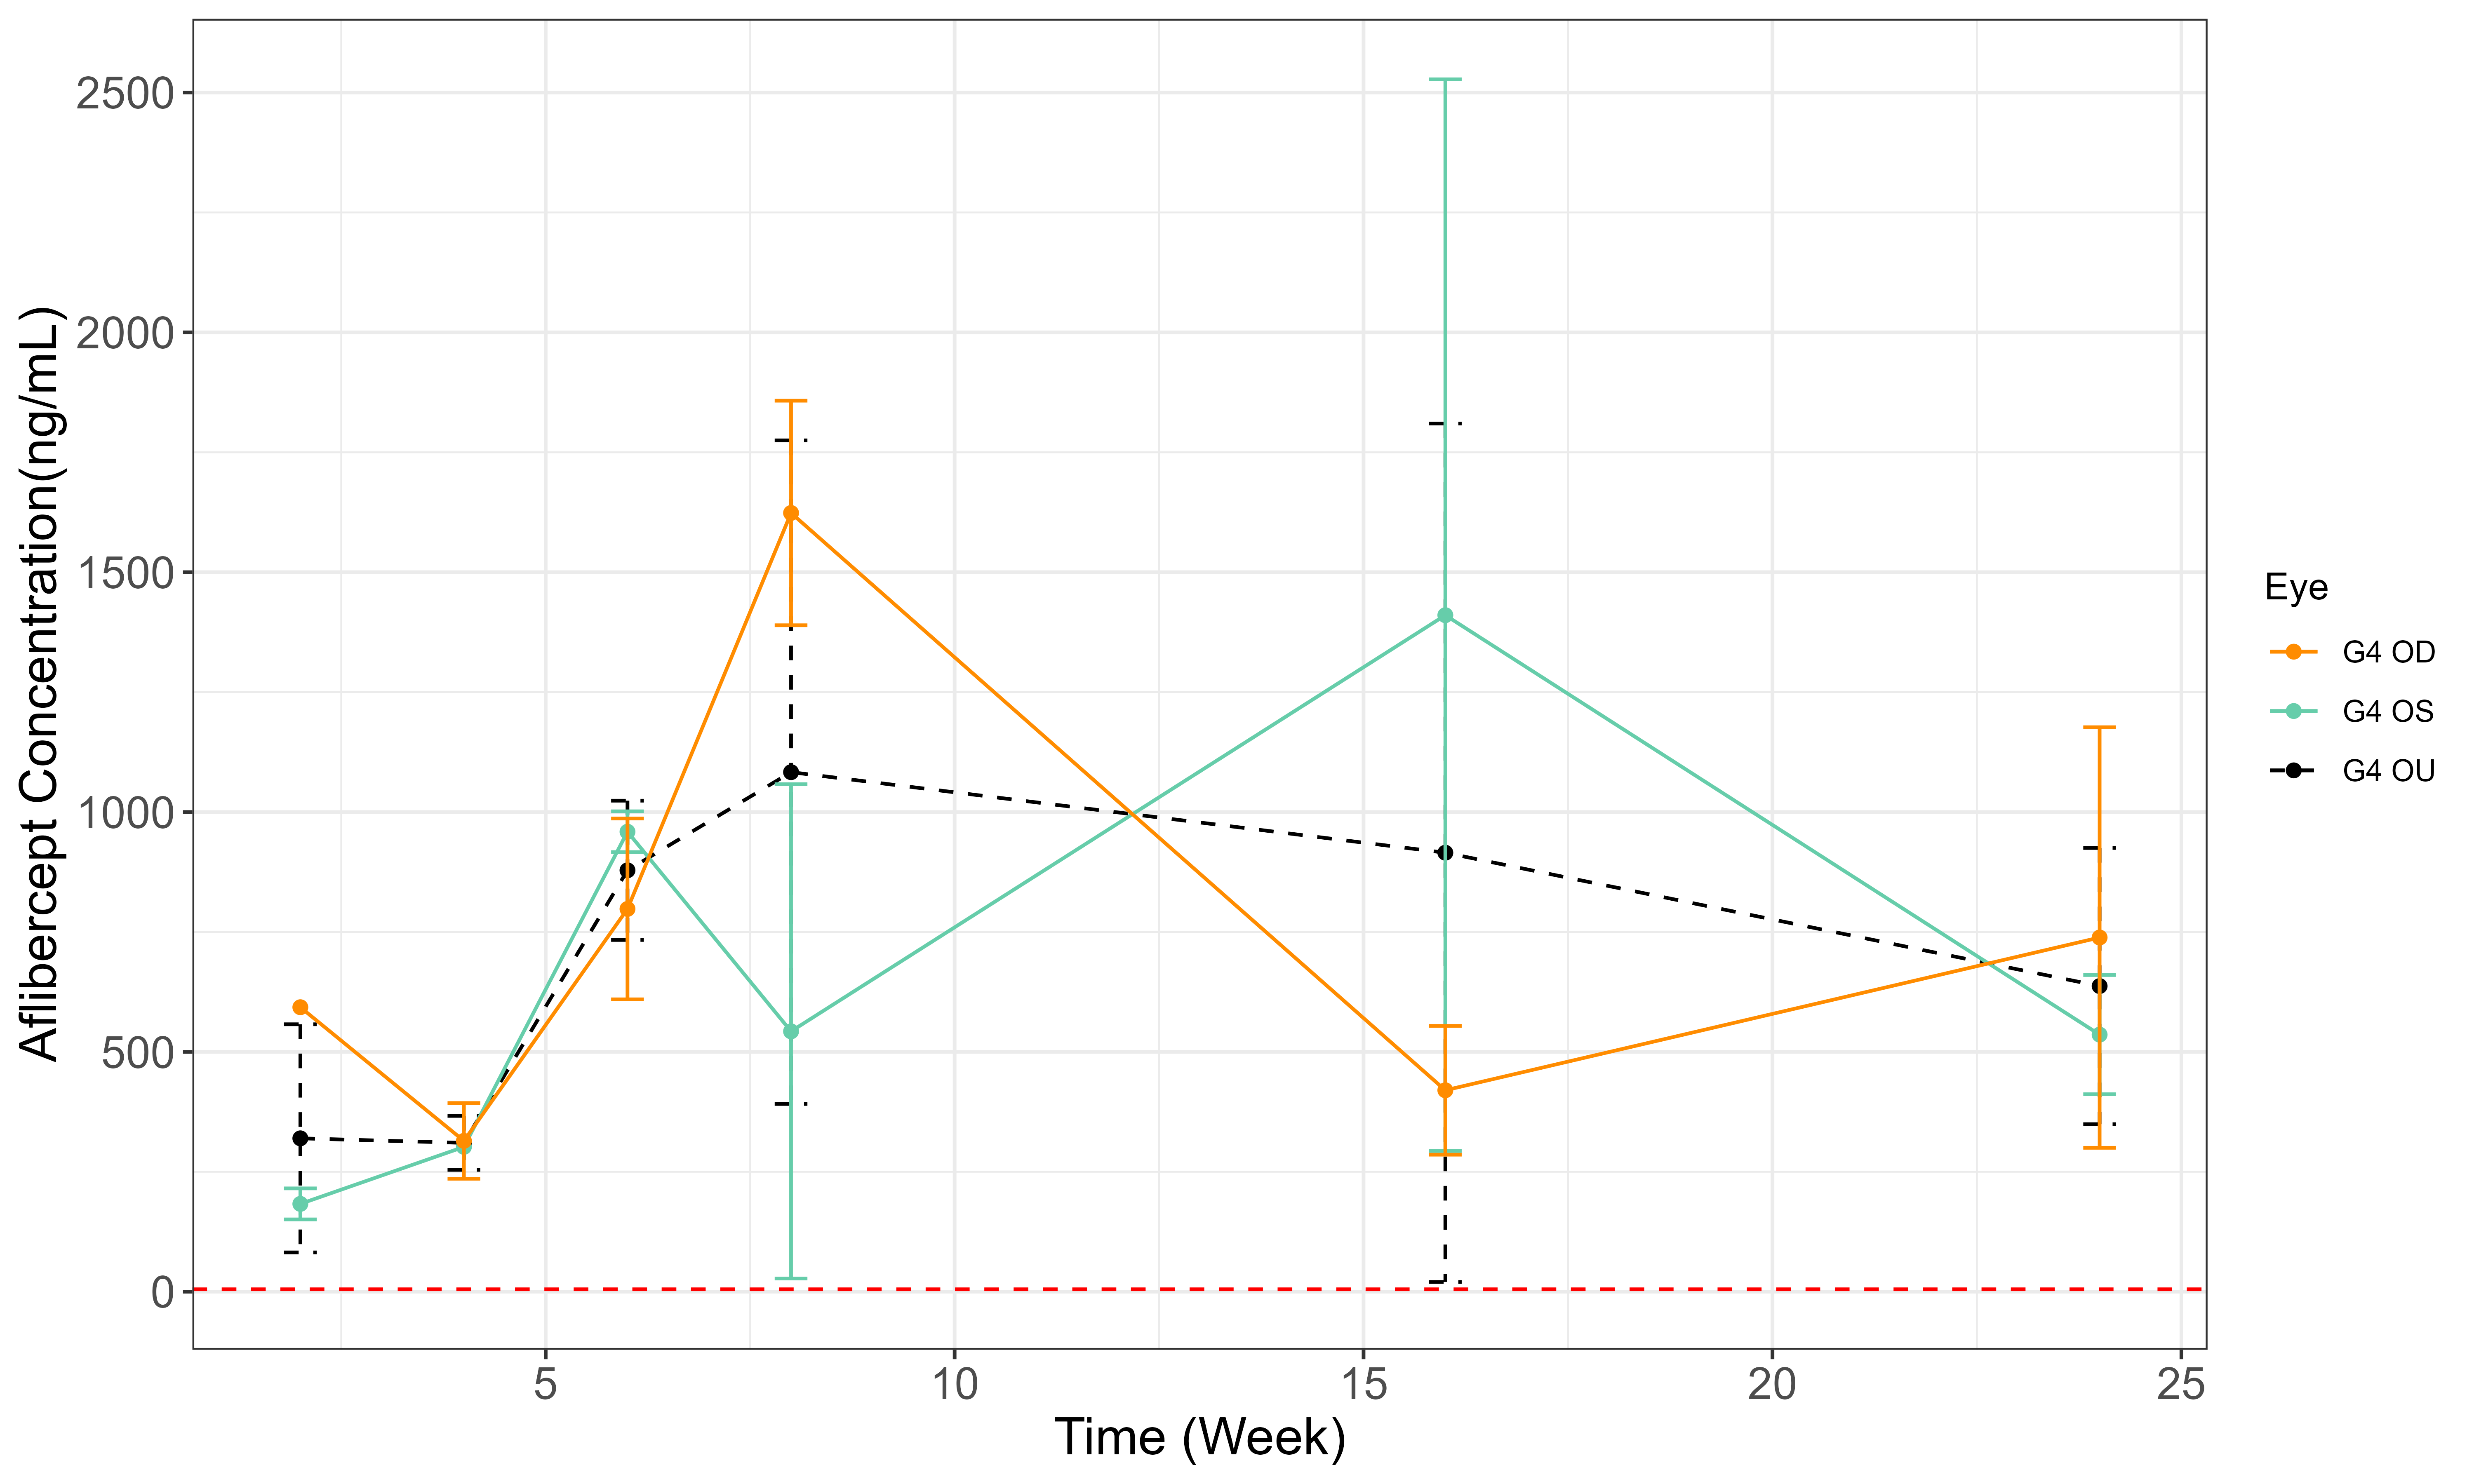 Aflibercept Concentration(ng/mL)
2500
2000
1500
1000
500
0
5 10 15 20 25
Time (Week)
Eye
G4 OD
G4 OS
G4 OU